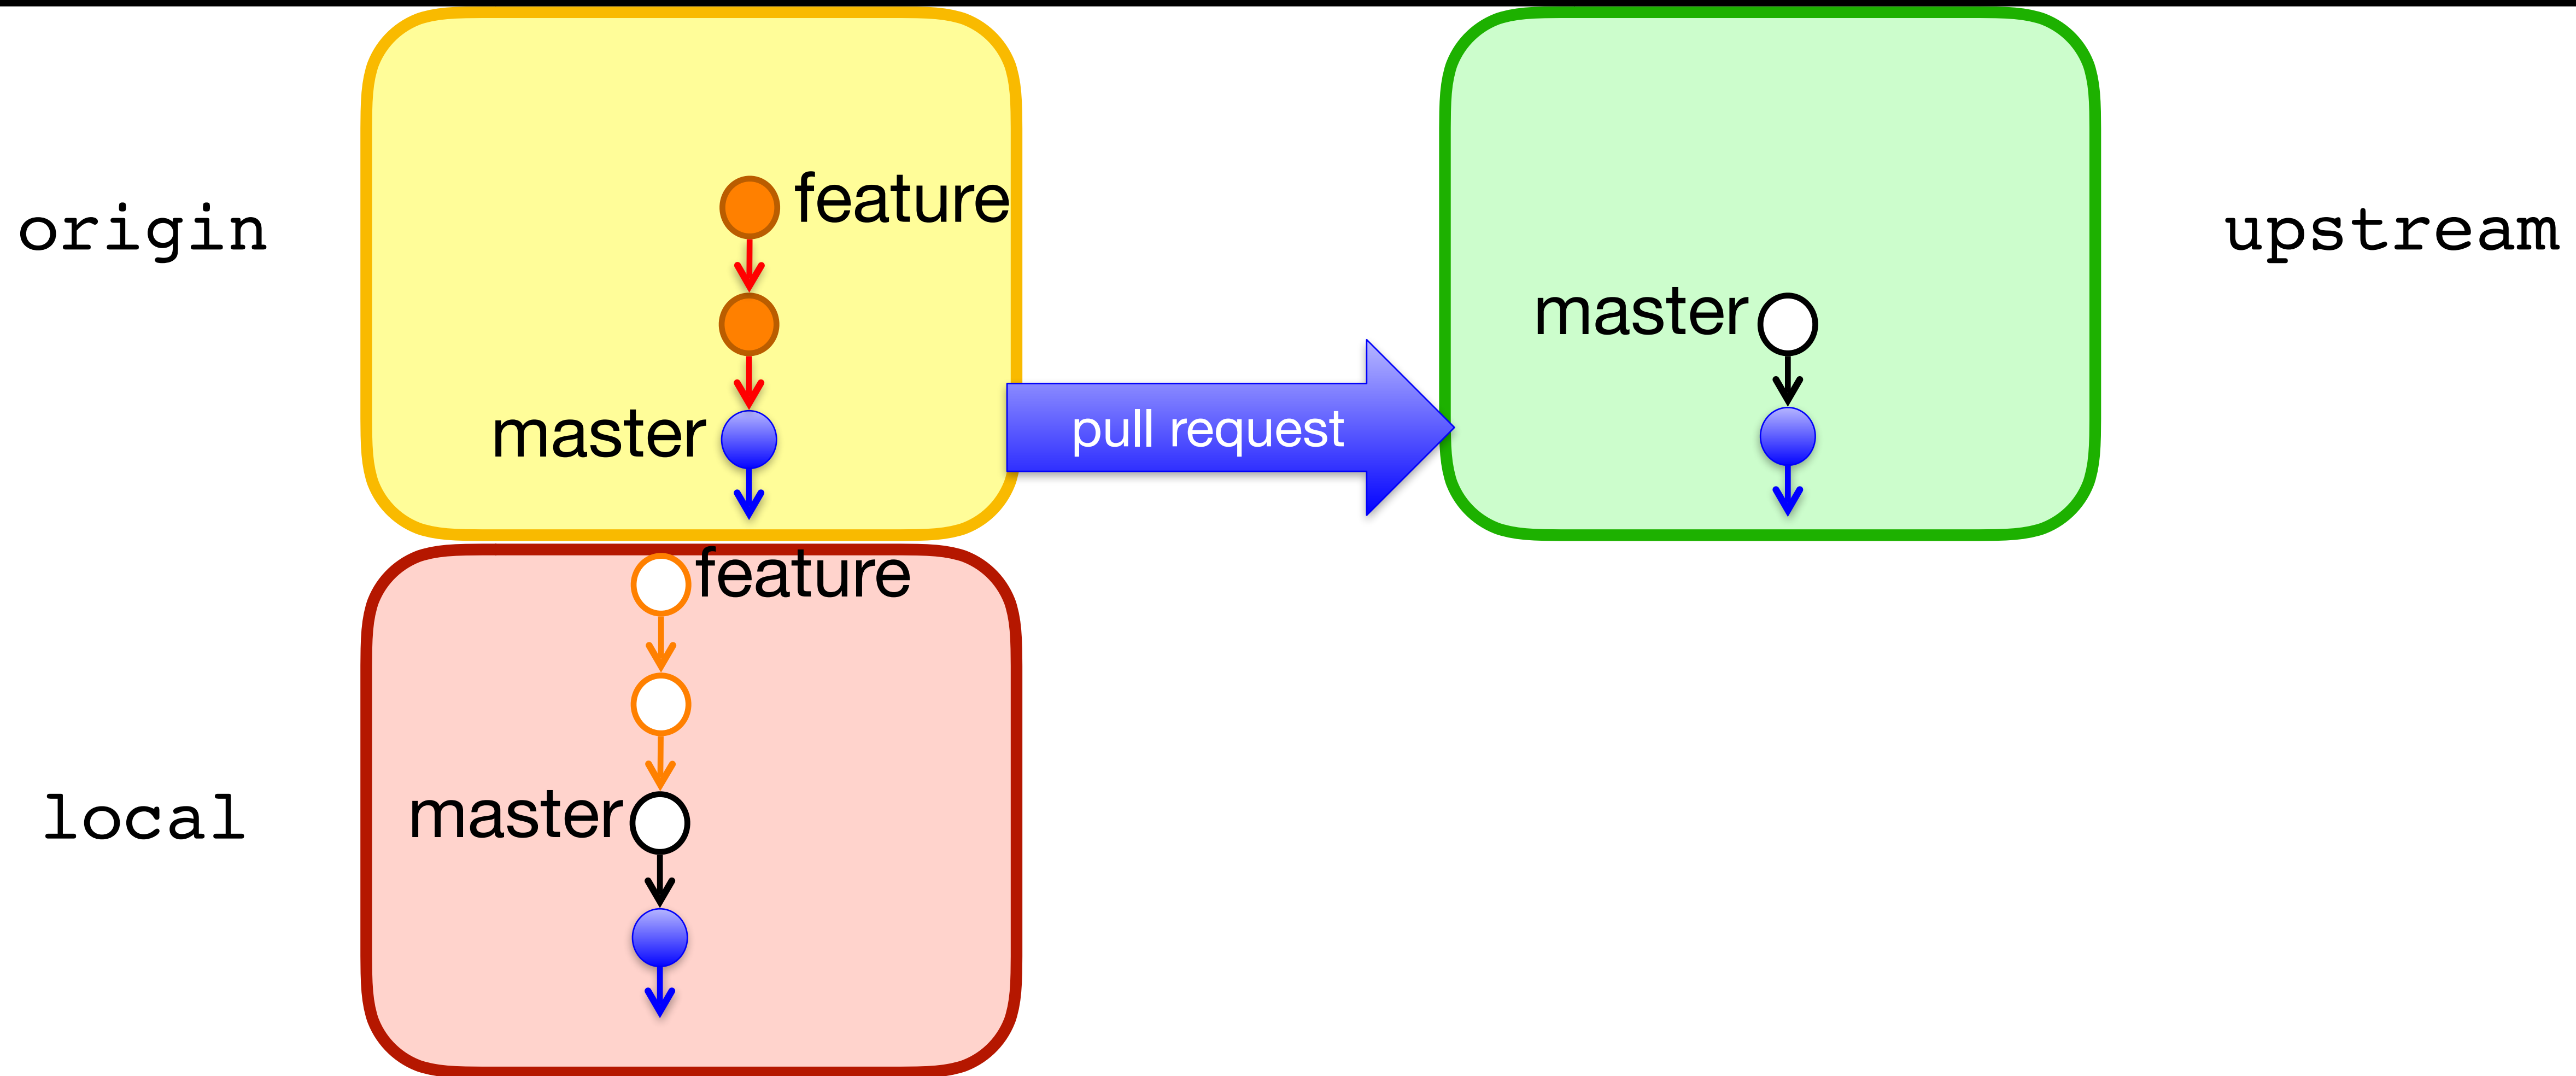 origin
feature
master
pull request
master
upstream
feature
local
master